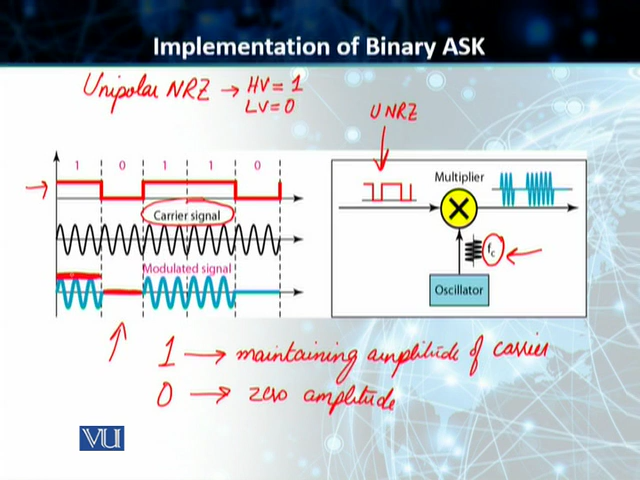 Implementation of Binary ASK
Unipolar NRZ → HV = 1
LV = 0
UNRZ
1 0 1 1 0
Carrier signal
Modulated signal
Multiplier
fc
Oscillator
1 → maintaining amplitude of carrier
0 → zero amplitude
VU